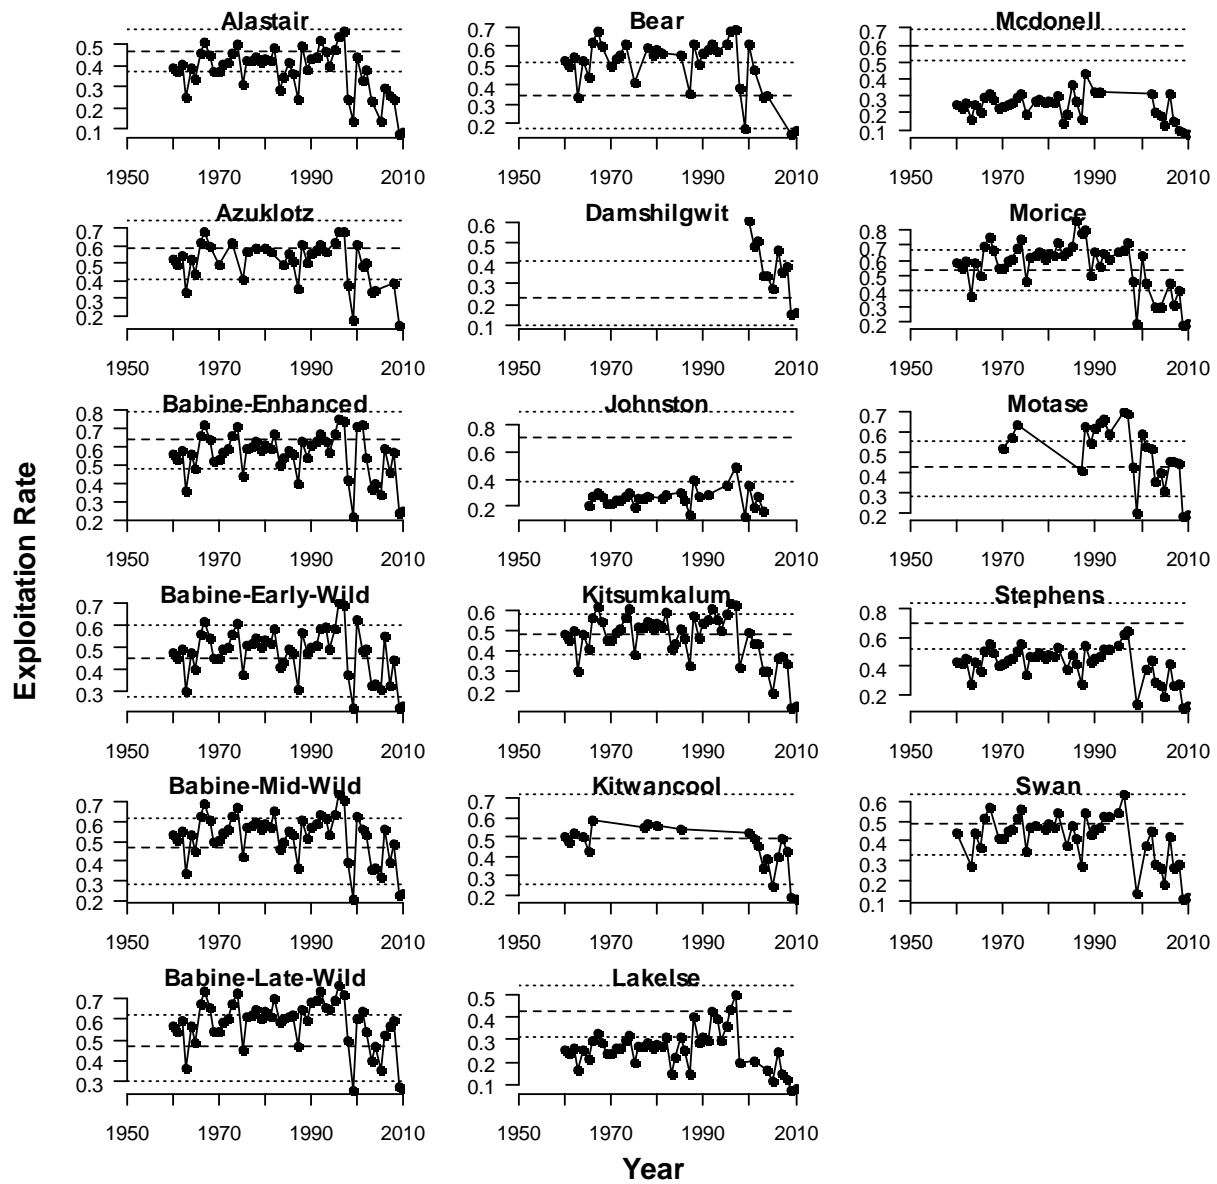 Alastair
0.5
0.4
0.3
0.2
0.1
1950 1970 1990 2010
Bear
0.7
0.6
0.5
0.4
0.3
0.2
1950 1970 1990 2010
Mcdonell
0.7
0.6
0.5
0.4
0.3
0.2
0.1
1950 1970 1990 2010
Azuklotz
0.7
0.6
0.5
0.4
0.3
0.2
1950 1970 1990 2010
Damshilgwit
0.6
0.5
0.4
0.3
0.2
0.1
1950 1970 1990 2010
Morice
0.8
0.7
0.6
0.5
0.4
0.3
0.2
1950 1970 1990 2010
Exploitation Rate
Babine-Enhanced
0.8
0.7
0.6
0.5
0.4
0.3
0.2
1950 1970 1990 2010
Johnston
0.8
0.6
0.4
0.2
1950 1970 1990 2010
Motase
0.7
0.6
0.5
0.4
0.3
0.2
1950 1970 1990 2010
Babine-Early-Wild
0.7
0.6
0.5
0.4
0.3
1950 1970 1990 2010
Kitsumkalum
0.6
0.5
0.4
0.3
0.2
1950 1970 1990 2010
Stephens
0.8
0.6
0.4
0.2
1950 1970 1990 2010
Babine-Mid-Wild
0.7
0.6
0.5
0.4
0.3
0.2
1950 1970 1990 2010
Kitwancool
0.7
0.6
0.5
0.4
0.3
0.2
1950 1970 1990 2010
Swan
0.6
0.5
0.4
0.3
0.2
0.1
1950 1970 1990 2010
Babine-Late-Wild
0.7
0.6
0.5
0.4
0.3
1950 1970 1990 2010
Lakelse
0.5
0.4
0.3
0.2
0.1
1950 1970 1990 2010
Year